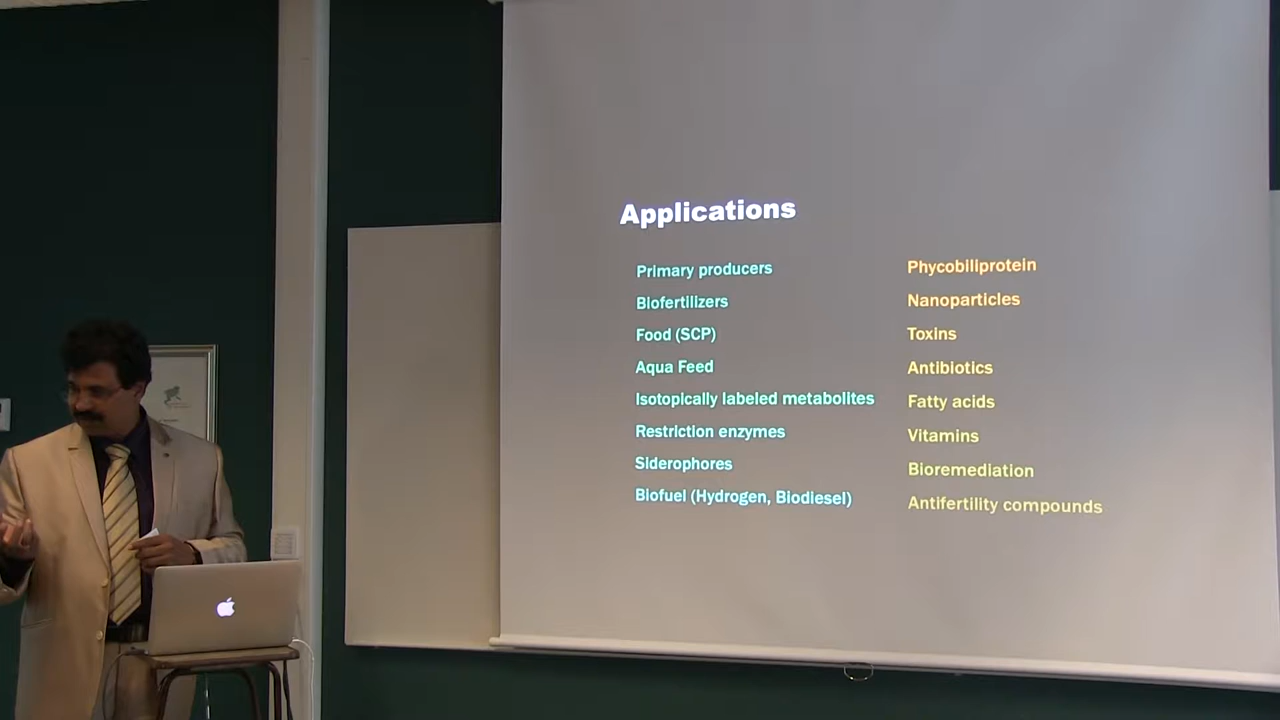 Applications
Primary producers
Biofertilizers
Food (SCP)
Aqua Feed
Isotopically labeled metabolites
Restriction enzymes
Siderophores
Biofuel (Hydrogen, Biodiesel)
Phycobiliprotein
Nanoparticles
Toxins
Antibiotics
Fatty acids
Vitamins
Bioremediation
Antifertility compounds